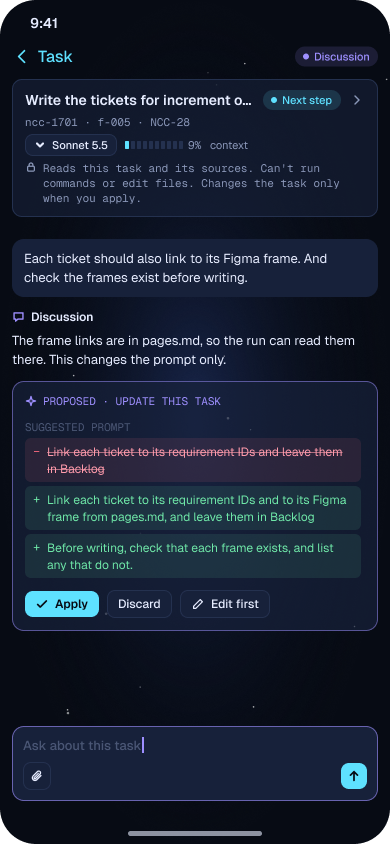 9:41
Task
Discussion
Write the tickets for increment o...
Next step
ncc-1701 · f-005 · NCC-28
Sonnet 5.5
9% context
Reads this task and its sources. Can't run
commands or edit files. Changes the task only
when you apply.
Each ticket should also link to its Figma frame. And
check the frames exist before writing.
Discussion
The frame links are in pages.md, so the run can read them
there. This changes the prompt only.
PROPOSED · UPDATE THIS TASK
SUGGESTED PROMPT
− Link each ticket to its requirement IDs and leave them
in Backlog
+ Link each ticket to its requirement IDs and to its Figma
frame from pages.md, and leave them in Backlog
+ Before writing, check that each frame exists, and list
any that do not.
Apply
Discard
Edit first
Ask about this task